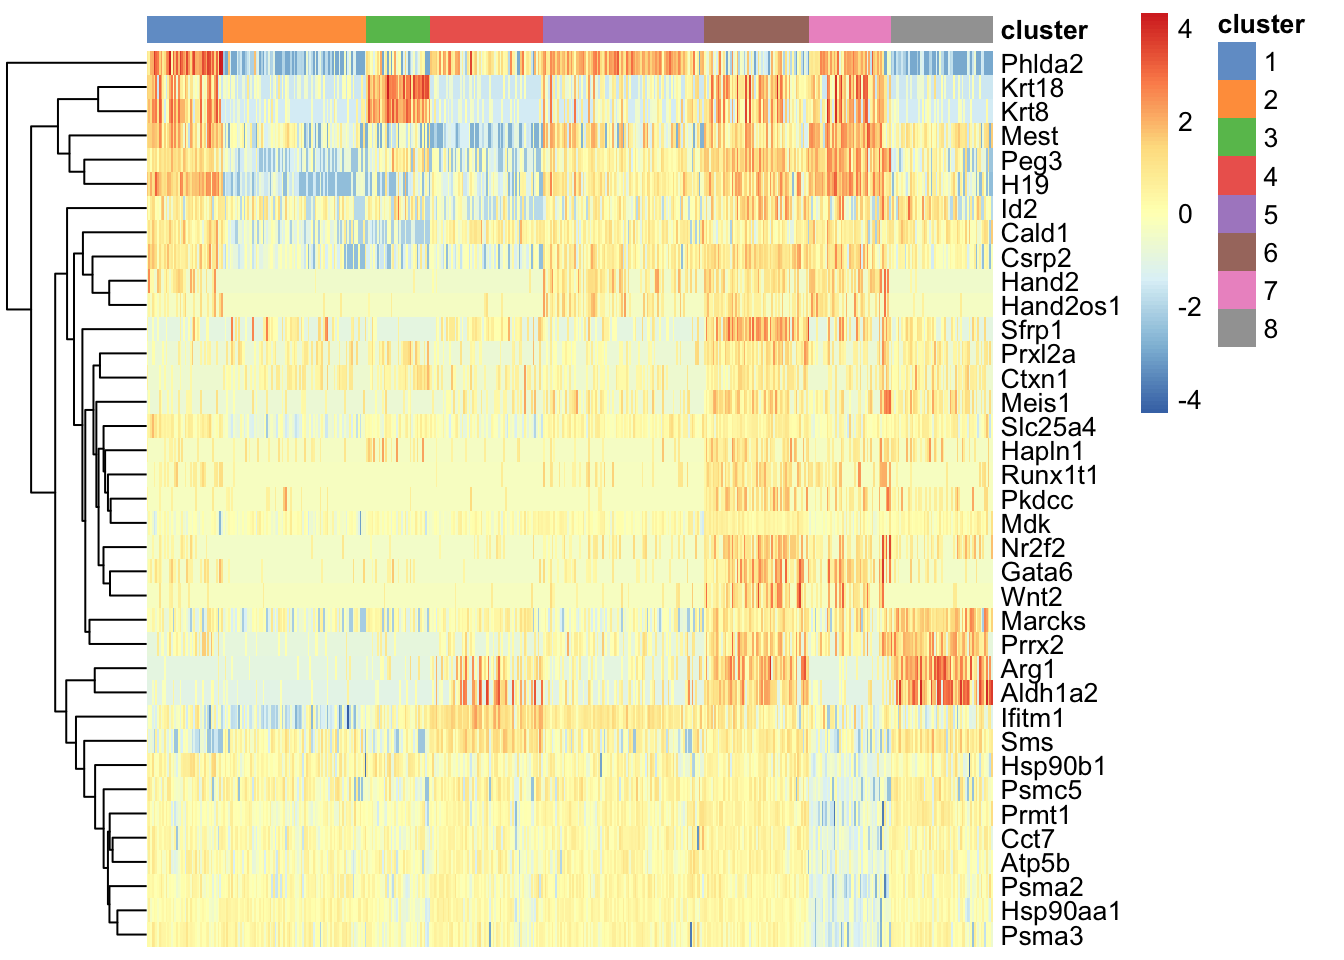 cluster
Phlda2
Krt18
Krt8
Mest
Peg3
H19
Id2
Cald1
Csrp2
Hand2
Hand2os1
Sfrp1
Prxl2a
Ctxn1
Meis1
Slc25a4
Hapln1
Runx1t1
Pkdcc
Mdk
Nr2f2
Gata6
Wnt2
Marcks
Prrx2
Arg1
Aldh1a2
Ifitm1
Sms
Hsp90b1
Psmc5
Prmt1
Cct7
Atp5b
Psma2
Hsp90aa1
Psma3
4
2
0
-2
-4
cluster
1
2
3
4
5
6
7
8